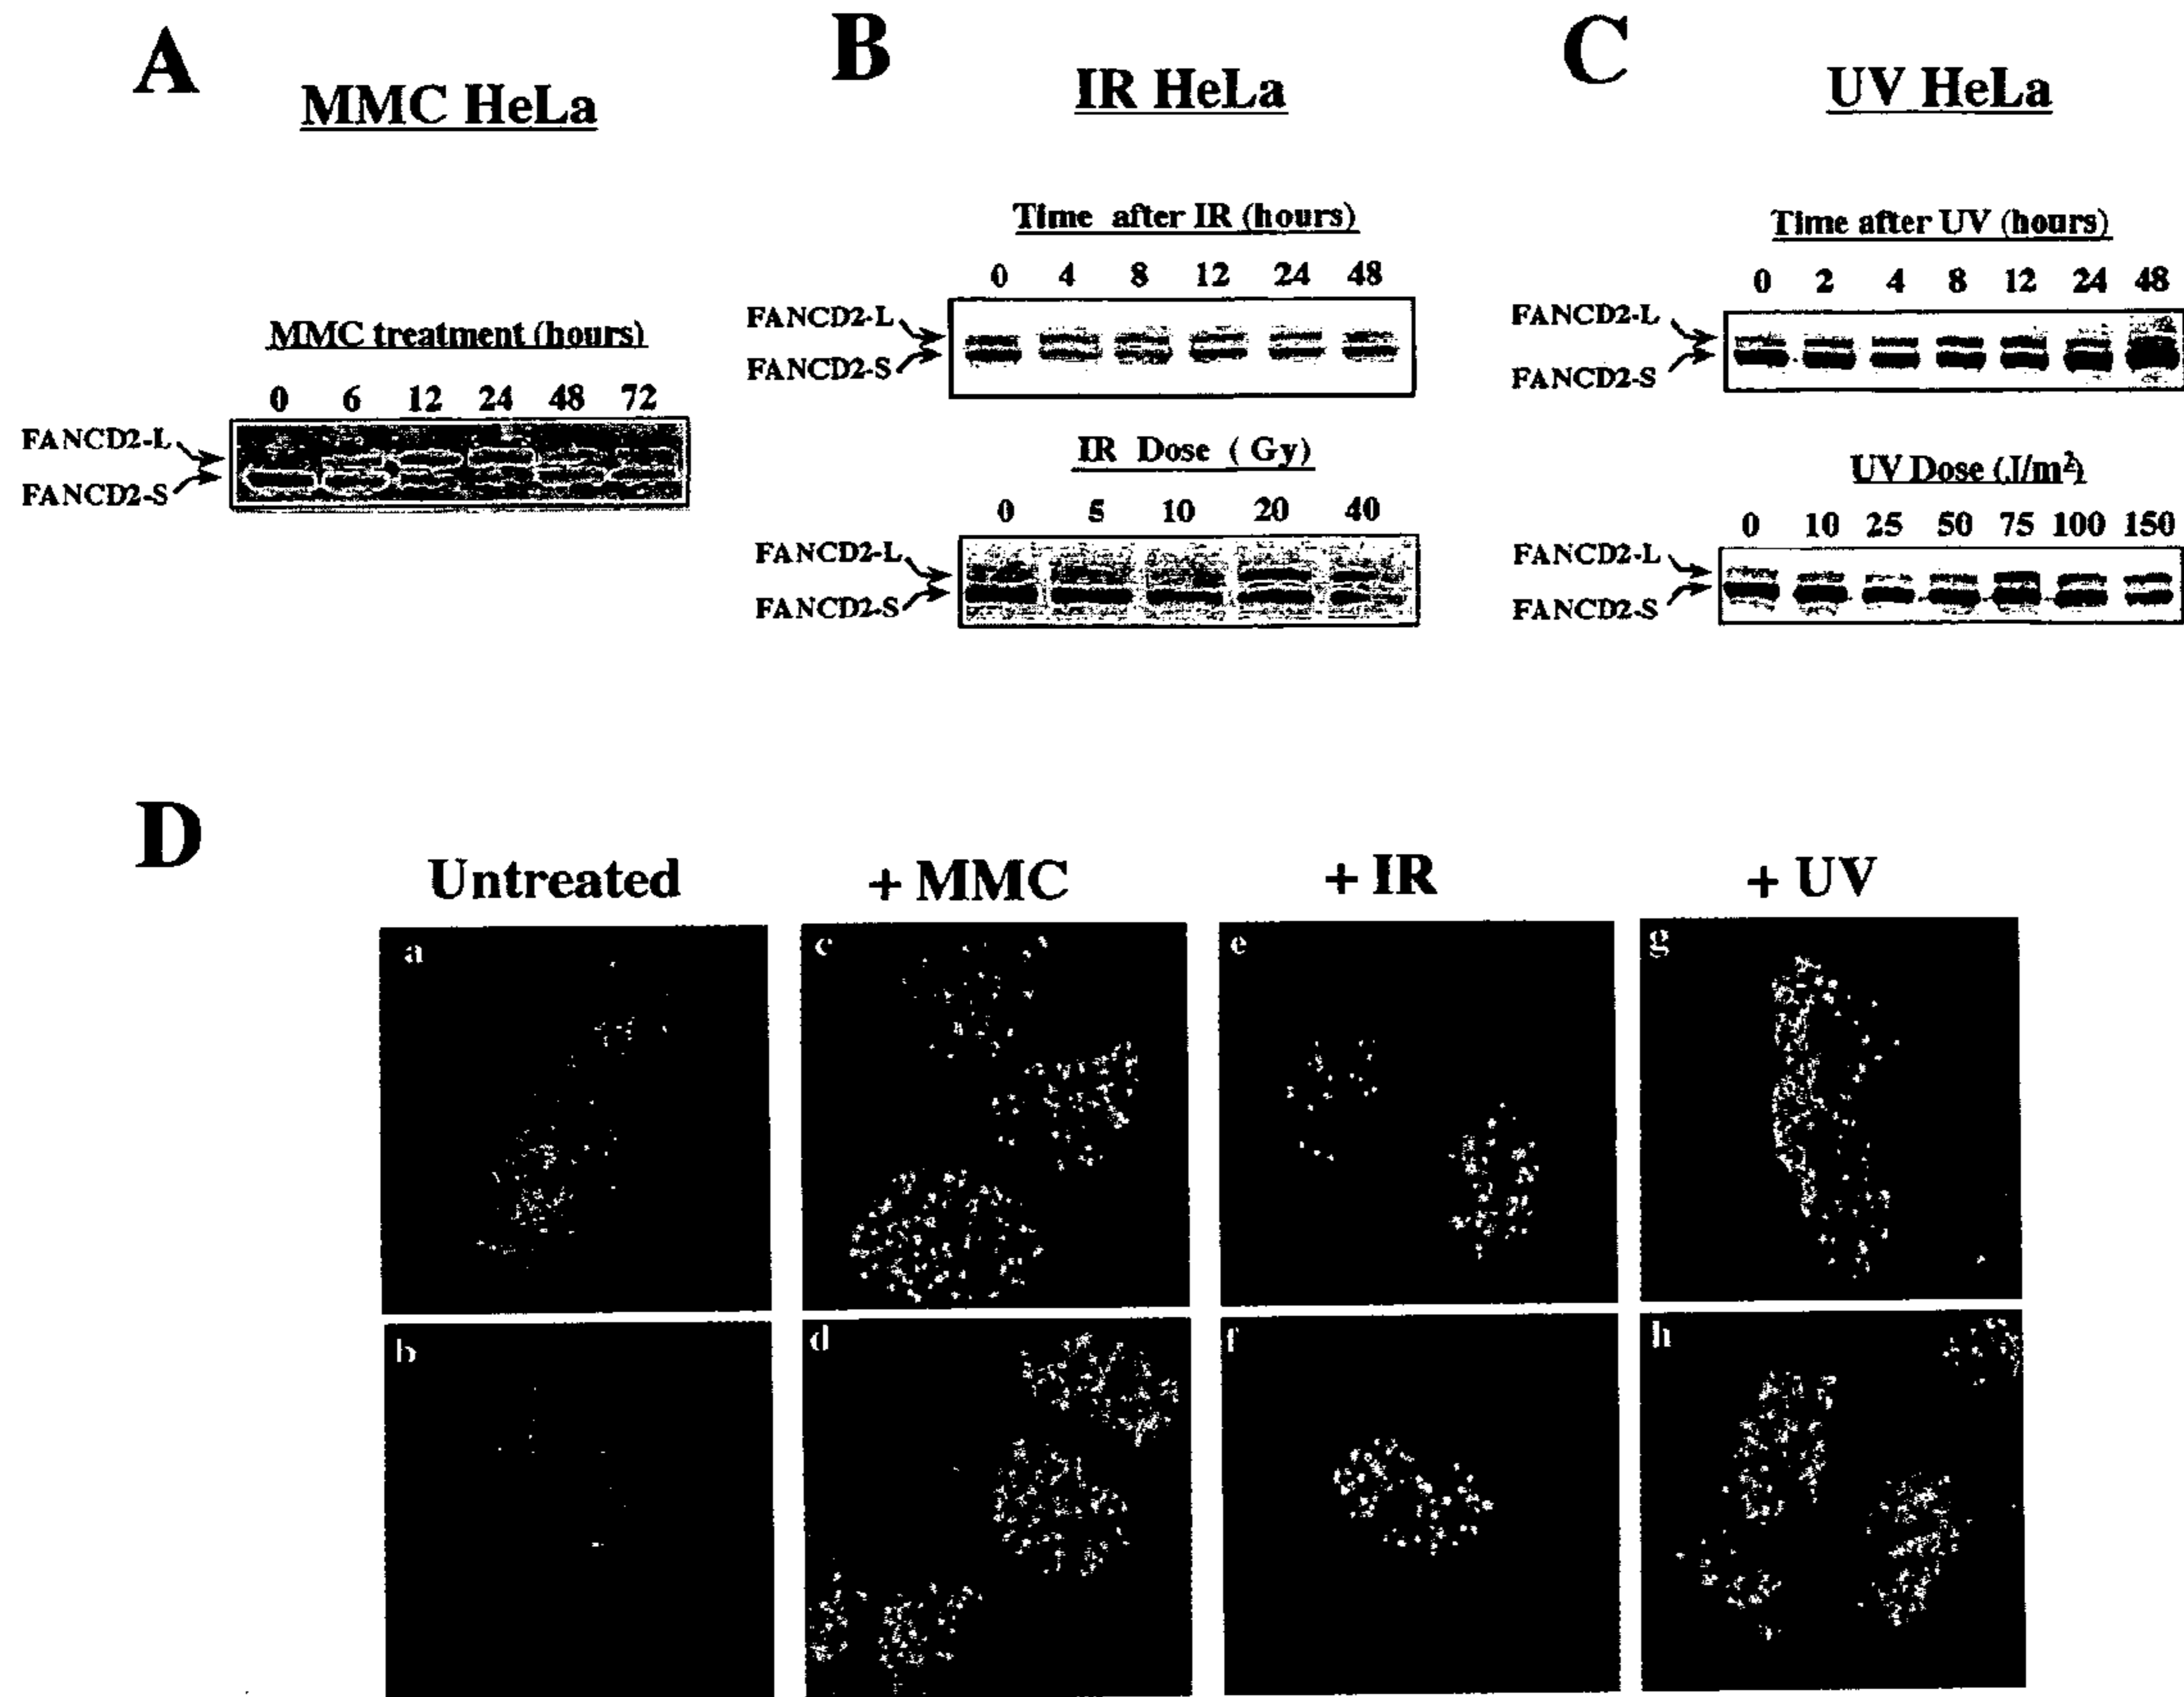 A
MMC HeLa
MMC treatment (hours)
0 6 12 24 48 72
FANCD2-L
FANCD2-S
B
IR HeLa
Time after IR (hours)
0 4 8 12 24 48
FANCD2-L
FANCD2-S
IR Dose ( Gy)
0 5 10 20 40
FANCD2-L
FANCD2-S
C
UV HeLa
Time after UV (hours)
0 2 4 8 12 24 48
FANCD2-L
FANCD2-S
UV Dose (J/m²)
0 10 25 50 75 100 150
FANCD2-L
FANCD2-S
D
Untreated + MMC + IR + UV
a c e g
b d f h